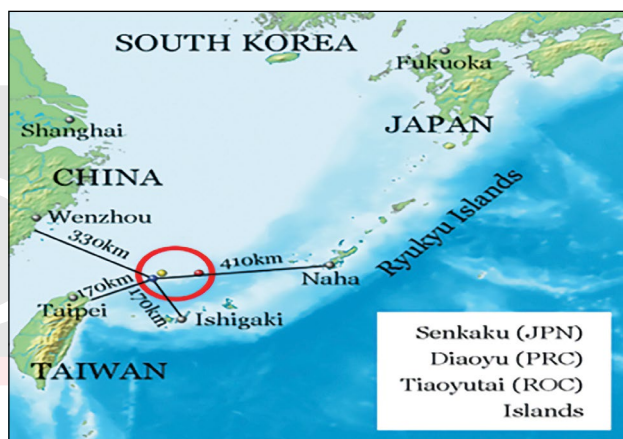 SOUTH KOREA
Fukuoka
Shanghai
JAPAN
CHINA
Wenzhou
330km
410km
Naha
Ryukyu Islands
170km
170km
Taipei
Ishigaki
TAIWAN
Senkaku (JPN)
Diaoyu (PRC)
Tiaoyutai (ROC)
Islands